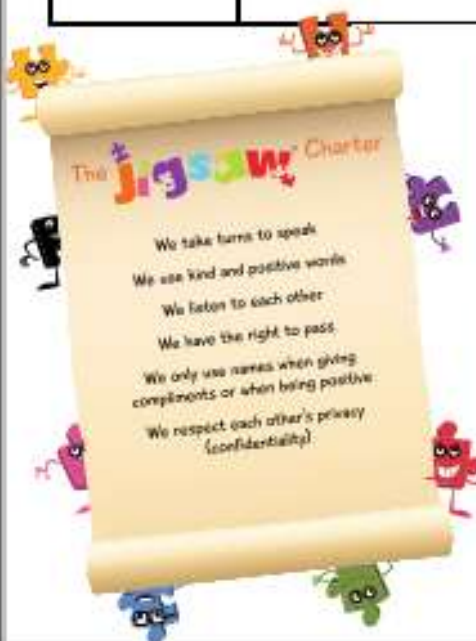 The Jigsaw Charter
We take turns to speak
We use kind and positive words
We listen to each other
We have the right to pass
We only use names when giving
compliments or when being positive
We respect each other's privacy
(confidentiality)